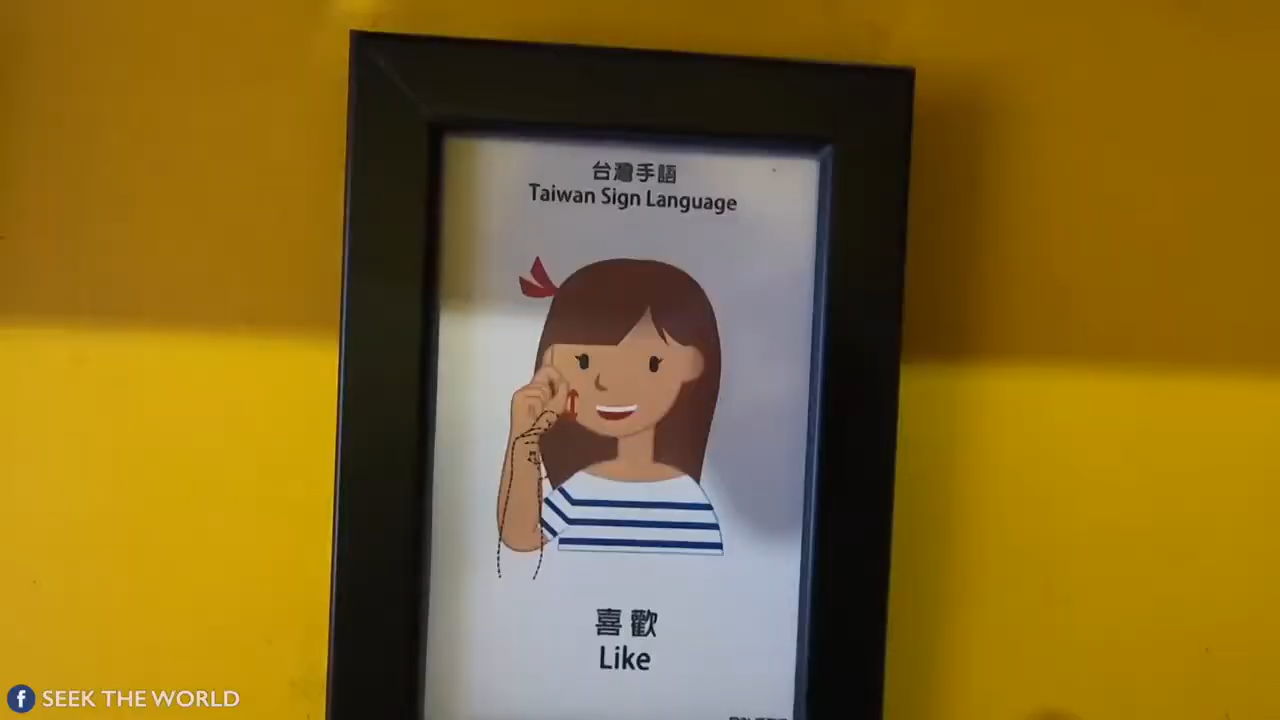 台灣手語
Taiwan Sign Language
喜歡
Like
f SEEK THE WORLD